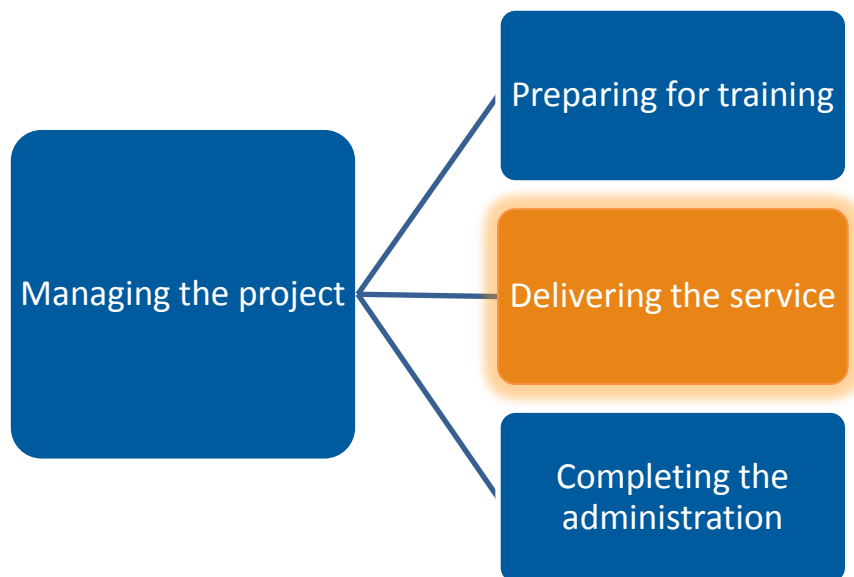 Preparing for training
Managing the project
Delivering the service
Completing the
administration